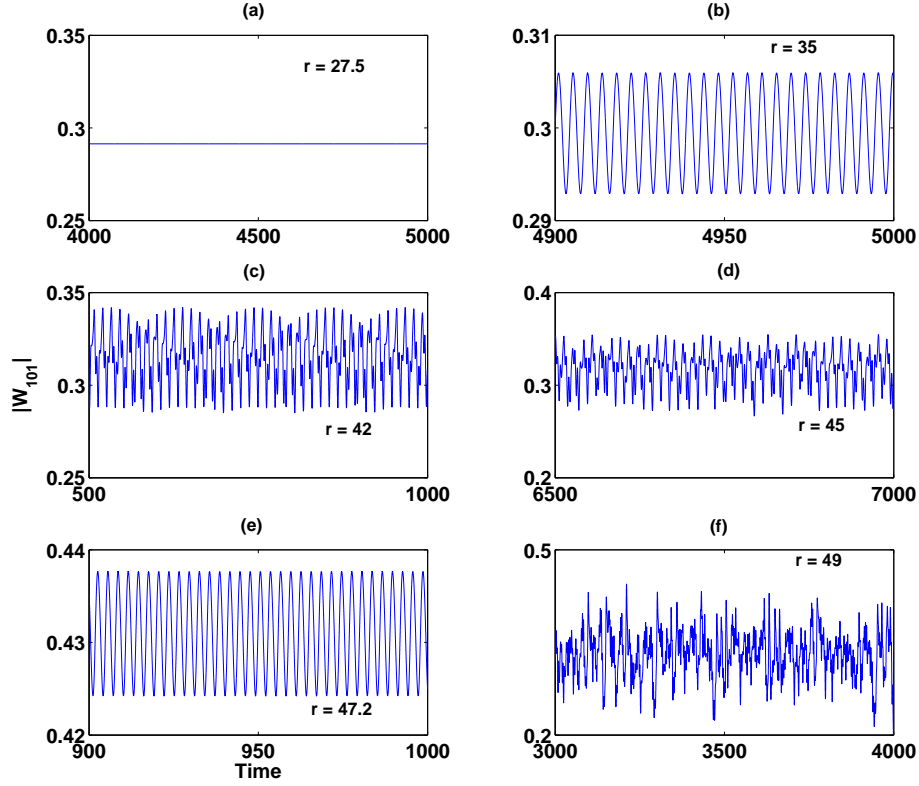 (a)
0.35
r = 27.5
0.3
0.25
4000 4500 5000
(b)
0.31
r = 35
0.3
0.29
4900 4950 5000
(c)
0.35
0.3
r = 42
0.25
500 1000
(d)
0.4
0.3
r = 45
0.2
6500 7000
|W101|
(e)
0.44
0.43
r = 47.2
0.42
900 950 1000
Time
(f)
0.5
r = 49
0.2
3000 3500 4000